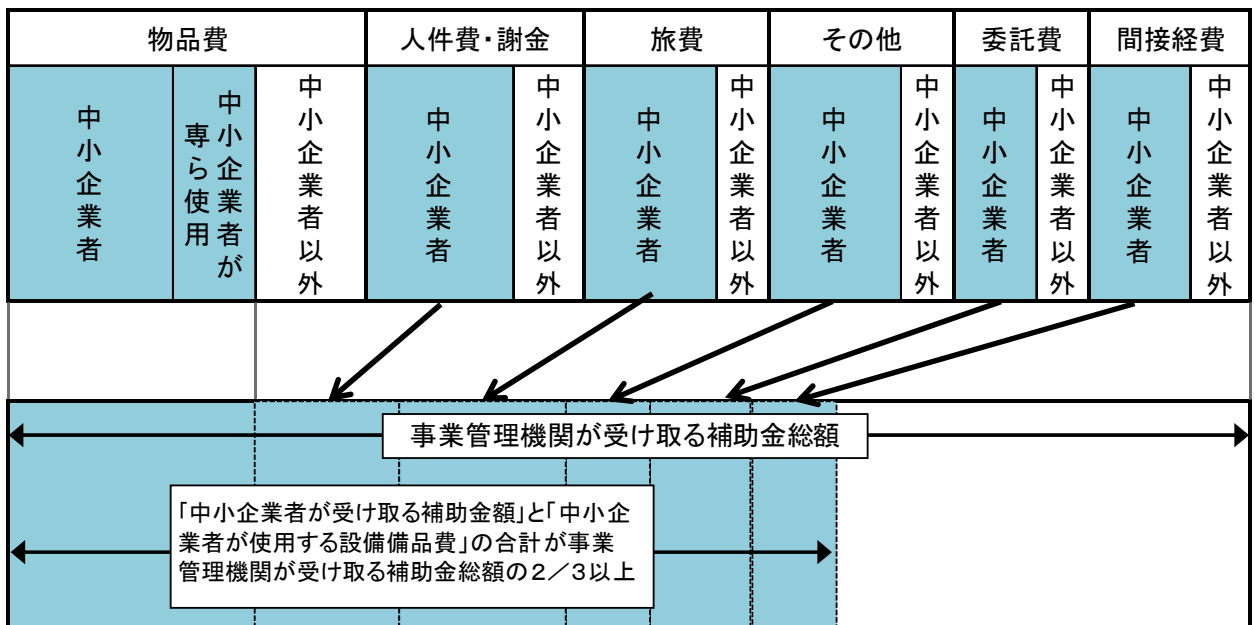 物品費
人件費・謝金
旅費
その他
委託費
間接経費
中小企業者
中小企業者が
専ら使用
中小企業者以外
中小企業者
中小企業者以外
中小企業者
中小企業者以外
中小企業者
中小企業者以外
中小企業者
中小企業者以外
中小企業者
中小企業者以外
事業管理機関が受け取る補助金総額
「中小企業者が受け取る補助金額」と「中小企
業者が使用する設備備品費」の合計が事業
管理機関が受け取る補助金総額の2／3以上